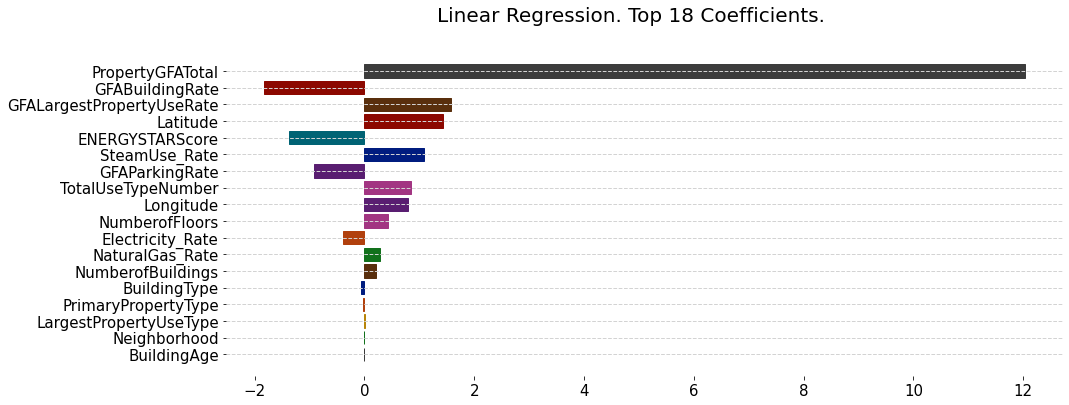 Linear Regression. Top 18 Coefficients.
PropertyGFATotal
GFABuildingRate
GFALargestPropertyUseRate
Latitude
ENERGYSTARScore
SteamUse_Rate
GFAParkingRate
TotalUseTypeNumber
Longitude
NumberofFloors
Electricity_Rate
NaturalGas_Rate
NumberofBuildings
BuildingType
PrimaryPropertyType
LargestPropertyUseType
Neighborhood
BuildingAge
−2 0 2 4 6 8 10 12